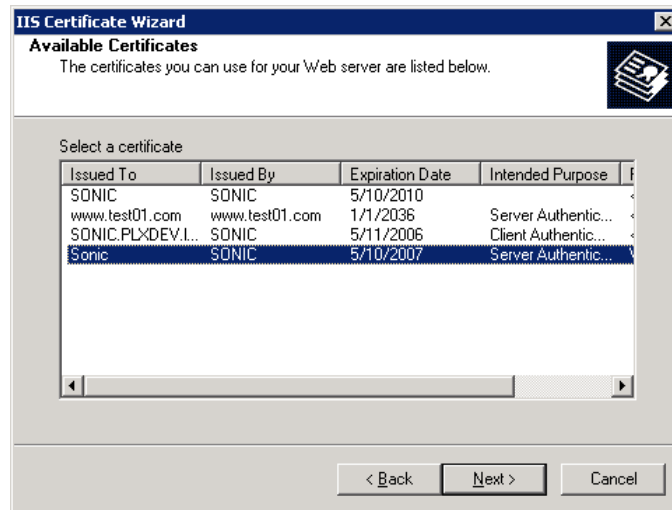 IIS Certificate Wizard
Available Certificates
The certificates you can use for your Web server are listed below.
Select a certificate
Issued To Issued By Expiration Date Intended Purpose F
SONIC SONIC 5/10/2010 <
www.test01.com www.test01.com 1/1/2036 Server Authentic... <
SONIC.PLXDEV.I... SONIC 5/11/2006 Client Authentic... <
Sonic SONIC 5/10/2007 Server Authentic...
< Back Next > Cancel